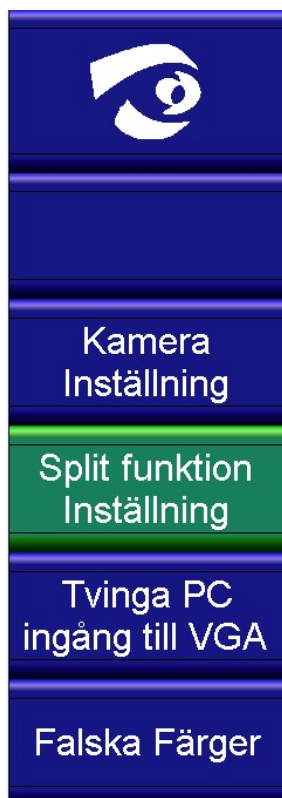 Kamera
Inställning
Split funktion
Inställning
Tvinga PC
ingång till VGA
Falska Färger